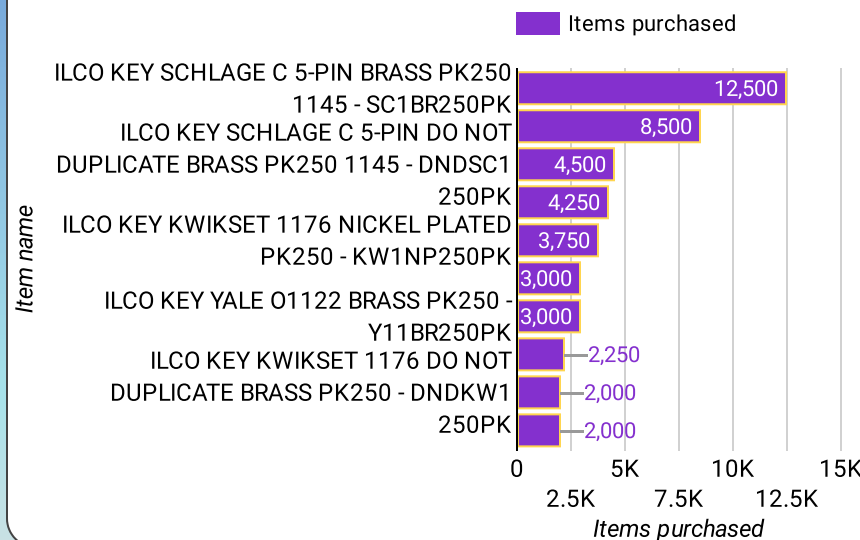 Items purchased
ILCO KEY SCHLAGE C 5-PIN BRASS PK250
1145 - SC1BR250PK
ILCO KEY SCHLAGE C 5-PIN DO NOT
DUPLICATE BRASS PK250 1145 - DNDSC1
250PK
ILCO KEY KWIKSET 1176 NICKEL PLATED
PK250 - KW1NP250PK
ILCO KEY YALE O1122 BRASS PK250 -
Y11BR250PK
ILCO KEY KWIKSET 1176 DO NOT
DUPLICATE BRASS PK250 - DNDKW1
250PK
Item name
12,500
8,500
4,500
4,250
3,750
3,000
3,000
2,250
2,000
2,000
0
5K
10K
15K
2.5K
7.5K
12.5K
Items purchased